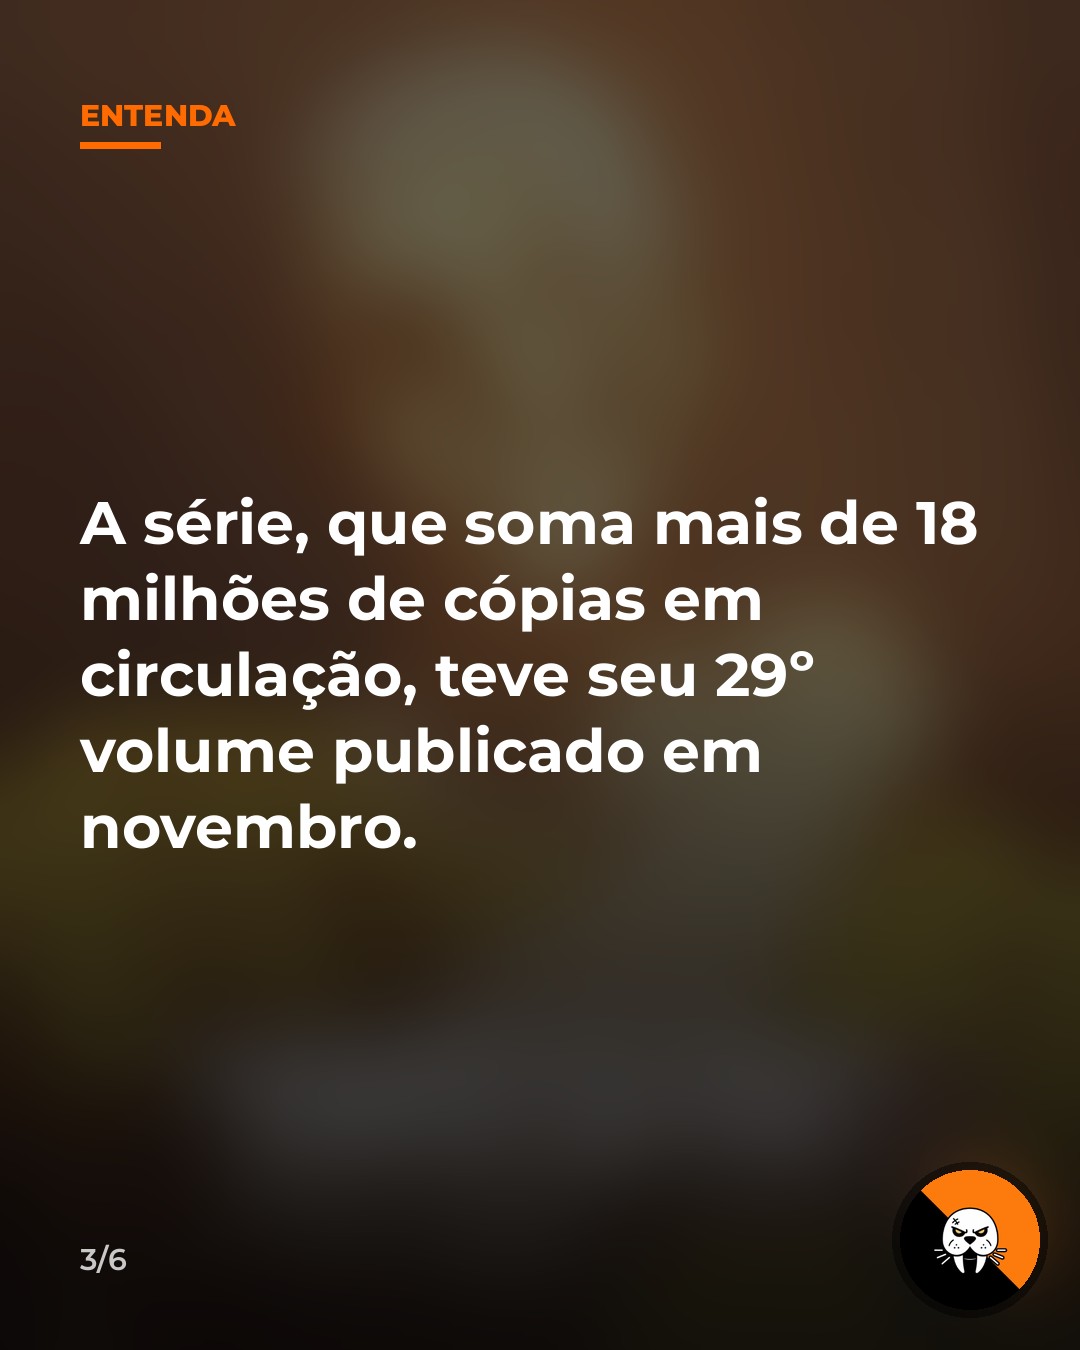 ENTENDA
A série, que soma mais de 18
milhões de cópias em
circulação, teve seu 29º
volume publicado em
novembro.
3/6